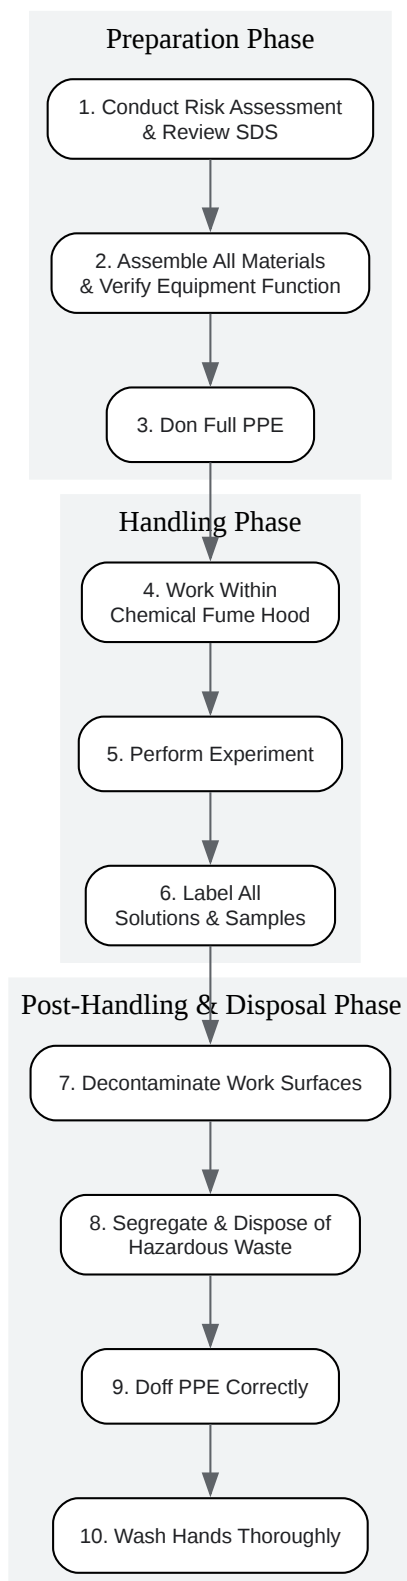 Preparation Phase
1. Conduct Risk Assessment
& Review SDS
2. Assemble All Materials
& Verify Equipment Function
3. Don Full PPE
Handling Phase
4. Work Within
Chemical Fume Hood
5. Perform Experiment
6. Label All
Solutions & Samples
Post-Handling & Disposal Phase
7. Decontaminate Work Surfaces
8. Segregate & Dispose of
Hazardous Waste
9. Doff PPE Correctly
10. Wash Hands Thoroughly